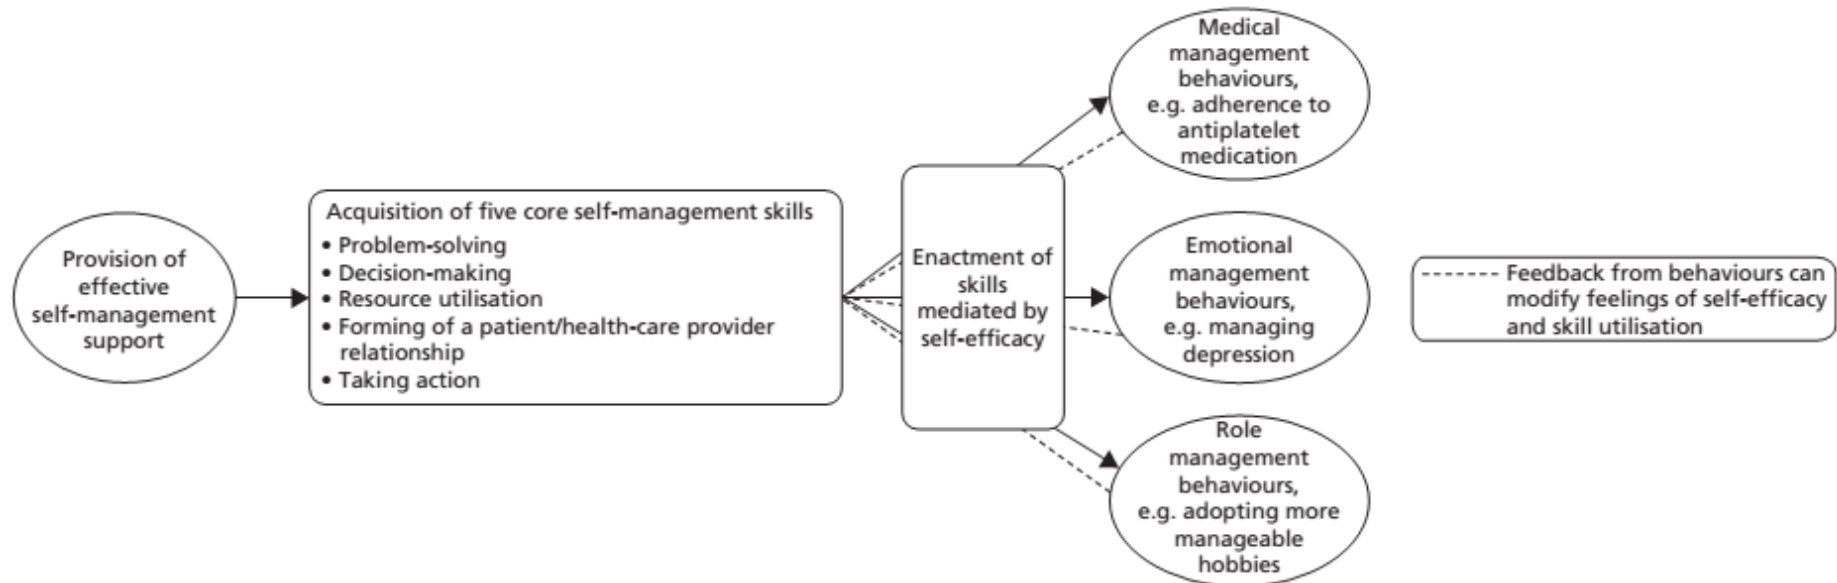 Provision of
effective
self-management
support
Acquisition of five core self-management skills
• Problem-solving
• Decision-making
• Resource utilisation
• Forming of a patient/health-care provider
relationship
• Taking action
Enactment of
skills
mediated by
self-efficacy
Medical
management
behaviours,
e.g. adherence to
antiplatelet
medication
Emotional
management
behaviours,
e.g. managing
depression
Role
management
behaviours,
e.g. adopting more
manageable
hobbies
Feedback from behaviours can
modify feelings of self-efficacy
and skill utilisation